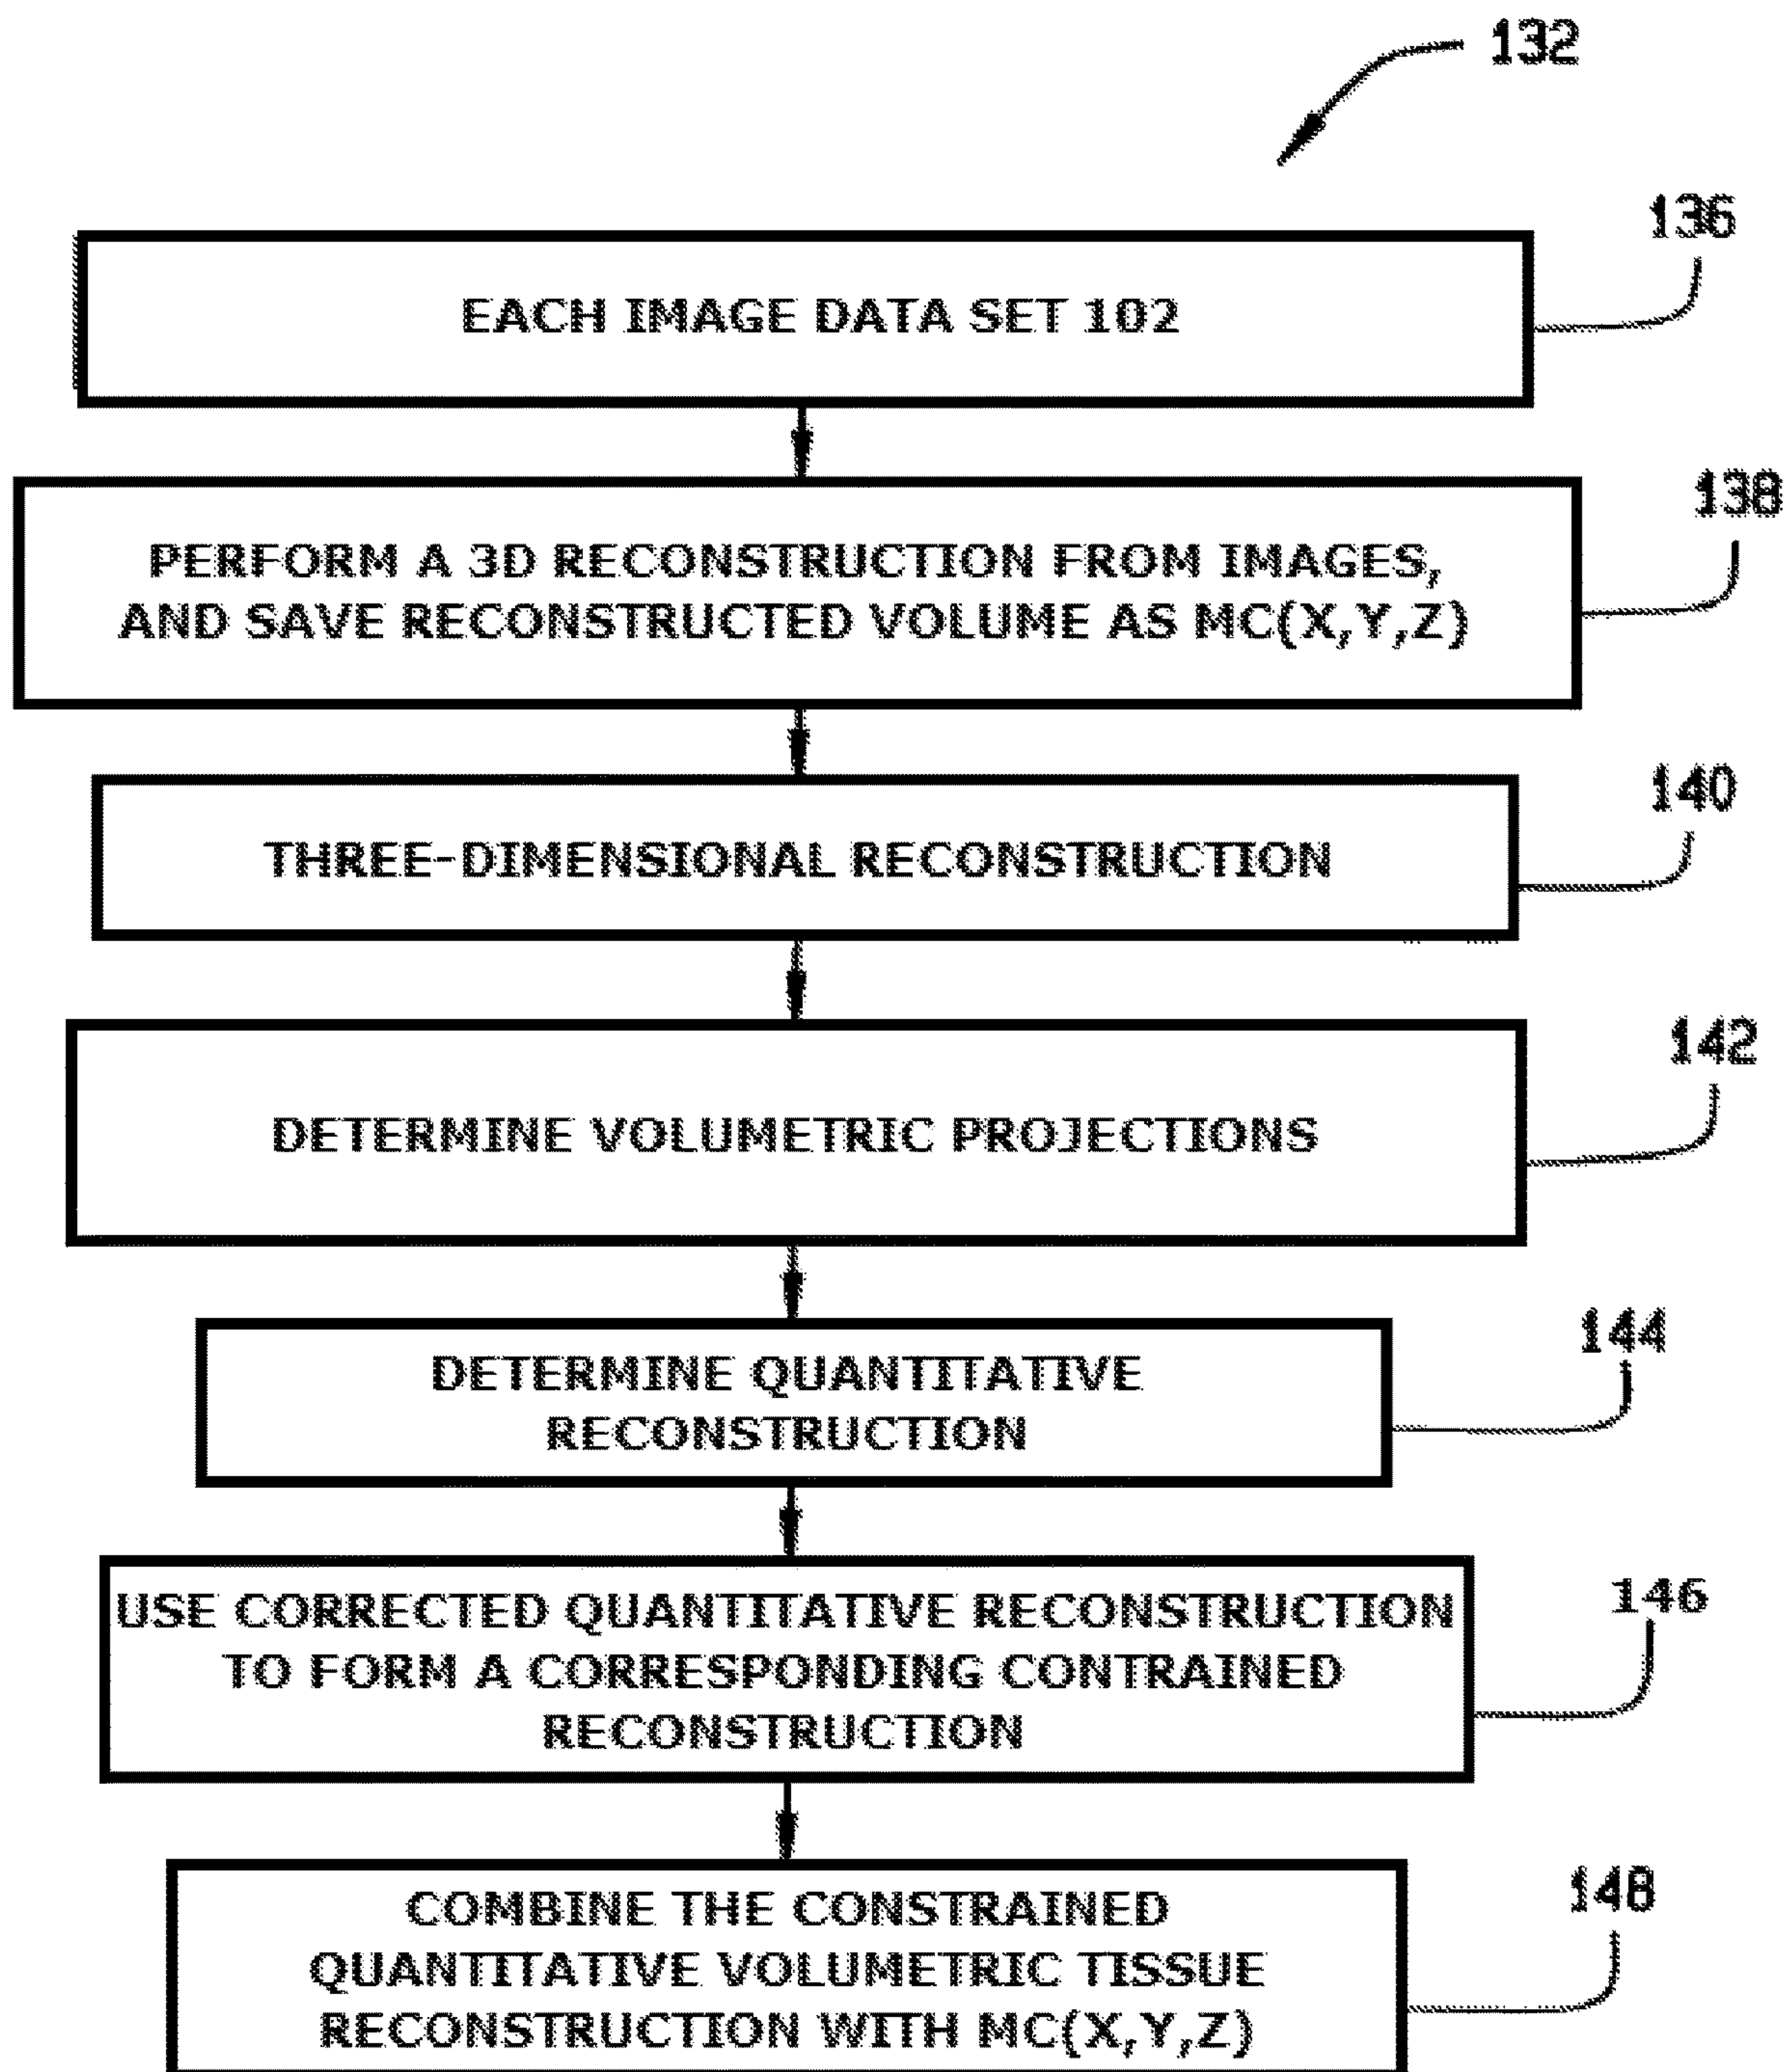 132
136
EACH IMAGE DATA SET 102
138
PERFORM A 3D RECONSTRUCTION FROM IMAGES,
AND SAVE RECONSTRUCTED VOLUME AS MC(X,Y,Z)
140
THREE-DIMENSIONAL RECONSTRUCTION
142
DETERMINE VOLUMETRIC PROJECTIONS
144
DETERMINE QUANTITATIVE
RECONSTRUCTION
146
USE CORRECTED QUANTITATIVE RECONSTRUCTION
TO FORM A CORRESPONDING CONTRAINED
RECONSTRUCTION
148
COMBINE THE CONSTRAINED
QUANTITATIVE VOLUMETRIC TISSUE
RECONSTRUCTION WITH MC(X,Y,Z)